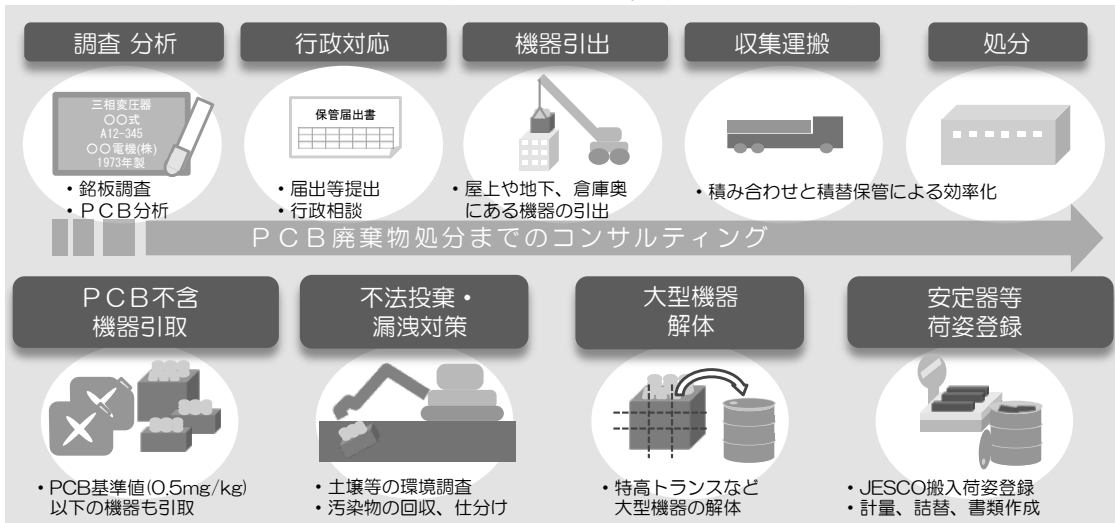 調査 分析
行政対応
機器引出
収集運搬
処分
三相変圧器
〇〇式
A12-345
〇〇電機(株)
1973年製
保管届出書
・銘板調査
・ＰＣＢ分析
・届出等提出
・行政相談
・屋上や地下、倉庫奥
にある機器の引出
・積み合わせと積替保管による効率化
ＰＣＢ廃棄物処分までのコンサルティング
ＰＣＢ不含
機器引取
不法投棄・
漏洩対策
大型機器
解体
安定器等
荷姿登録
・PCB基準値(0.5mg/kg)
以下の機器も引取
・土壌等の環境調査
・汚染物の回収、仕分け
・特高トランスなど
大型機器の解体
・JESCO搬入荷姿登録
・計量、詰替、書類作成